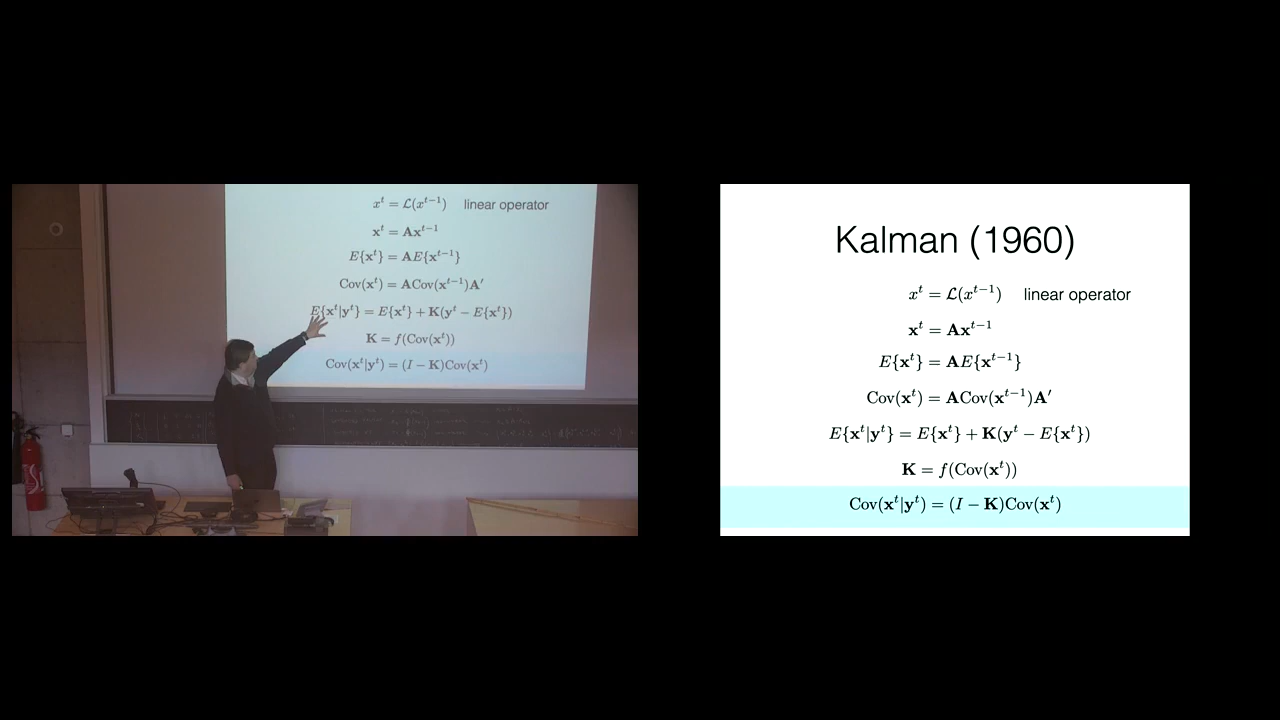 xᵗ = ℒ(xᵗ⁻¹) linear operator
𝐱ᵗ = 𝐀𝐱ᵗ⁻¹
E{𝐱ᵗ} = 𝐀E{𝐱ᵗ⁻¹}
Cov(𝐱ᵗ) = 𝐀Cov(𝐱ᵗ⁻¹)𝐀′
E{𝐱ᵗ|𝐲ᵗ} = E{𝐱ᵗ} + 𝐊(𝐲ᵗ − E{𝐱ᵗ})
𝐊 = f(Cov(𝐱ᵗ))
Cov(𝐱ᵗ|𝐲ᵗ) = (I − 𝐊)Cov(𝐱ᵗ)
Kalman (1960)
xᵗ = ℒ(xᵗ⁻¹) linear operator
𝐱ᵗ = 𝐀𝐱ᵗ⁻¹
E{𝐱ᵗ} = 𝐀E{𝐱ᵗ⁻¹}
Cov(𝐱ᵗ) = 𝐀Cov(𝐱ᵗ⁻¹)𝐀′
E{𝐱ᵗ|𝐲ᵗ} = E{𝐱ᵗ} + 𝐊(𝐲ᵗ − E{𝐱ᵗ})
𝐊 = f(Cov(𝐱ᵗ))
Cov(𝐱ᵗ|𝐲ᵗ) = (I − 𝐊)Cov(𝐱ᵗ)